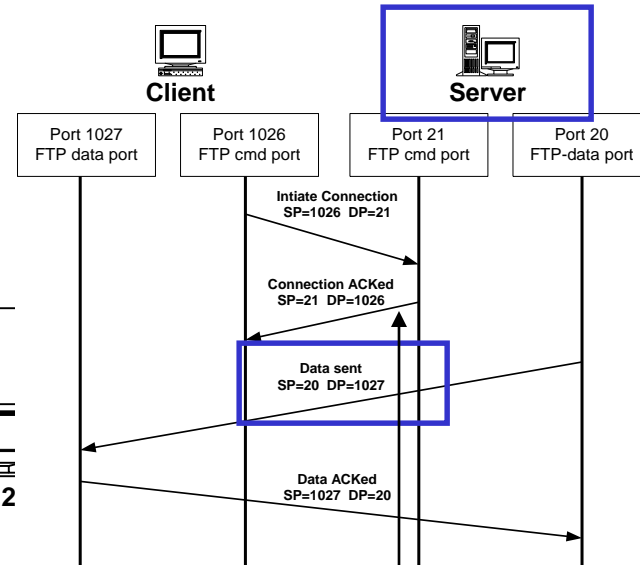 Client
Server
Port 1027
FTP data port
Port 1026
FTP cmd port
Port 21
FTP cmd port
Port 20
FTP-data port
Intiate Connection
SP=1026 DP=21
Connection ACKed
SP=21 DP=1026
Data sent
SP=20 DP=1027
2
Data ACKed
SP=1027 DP=20